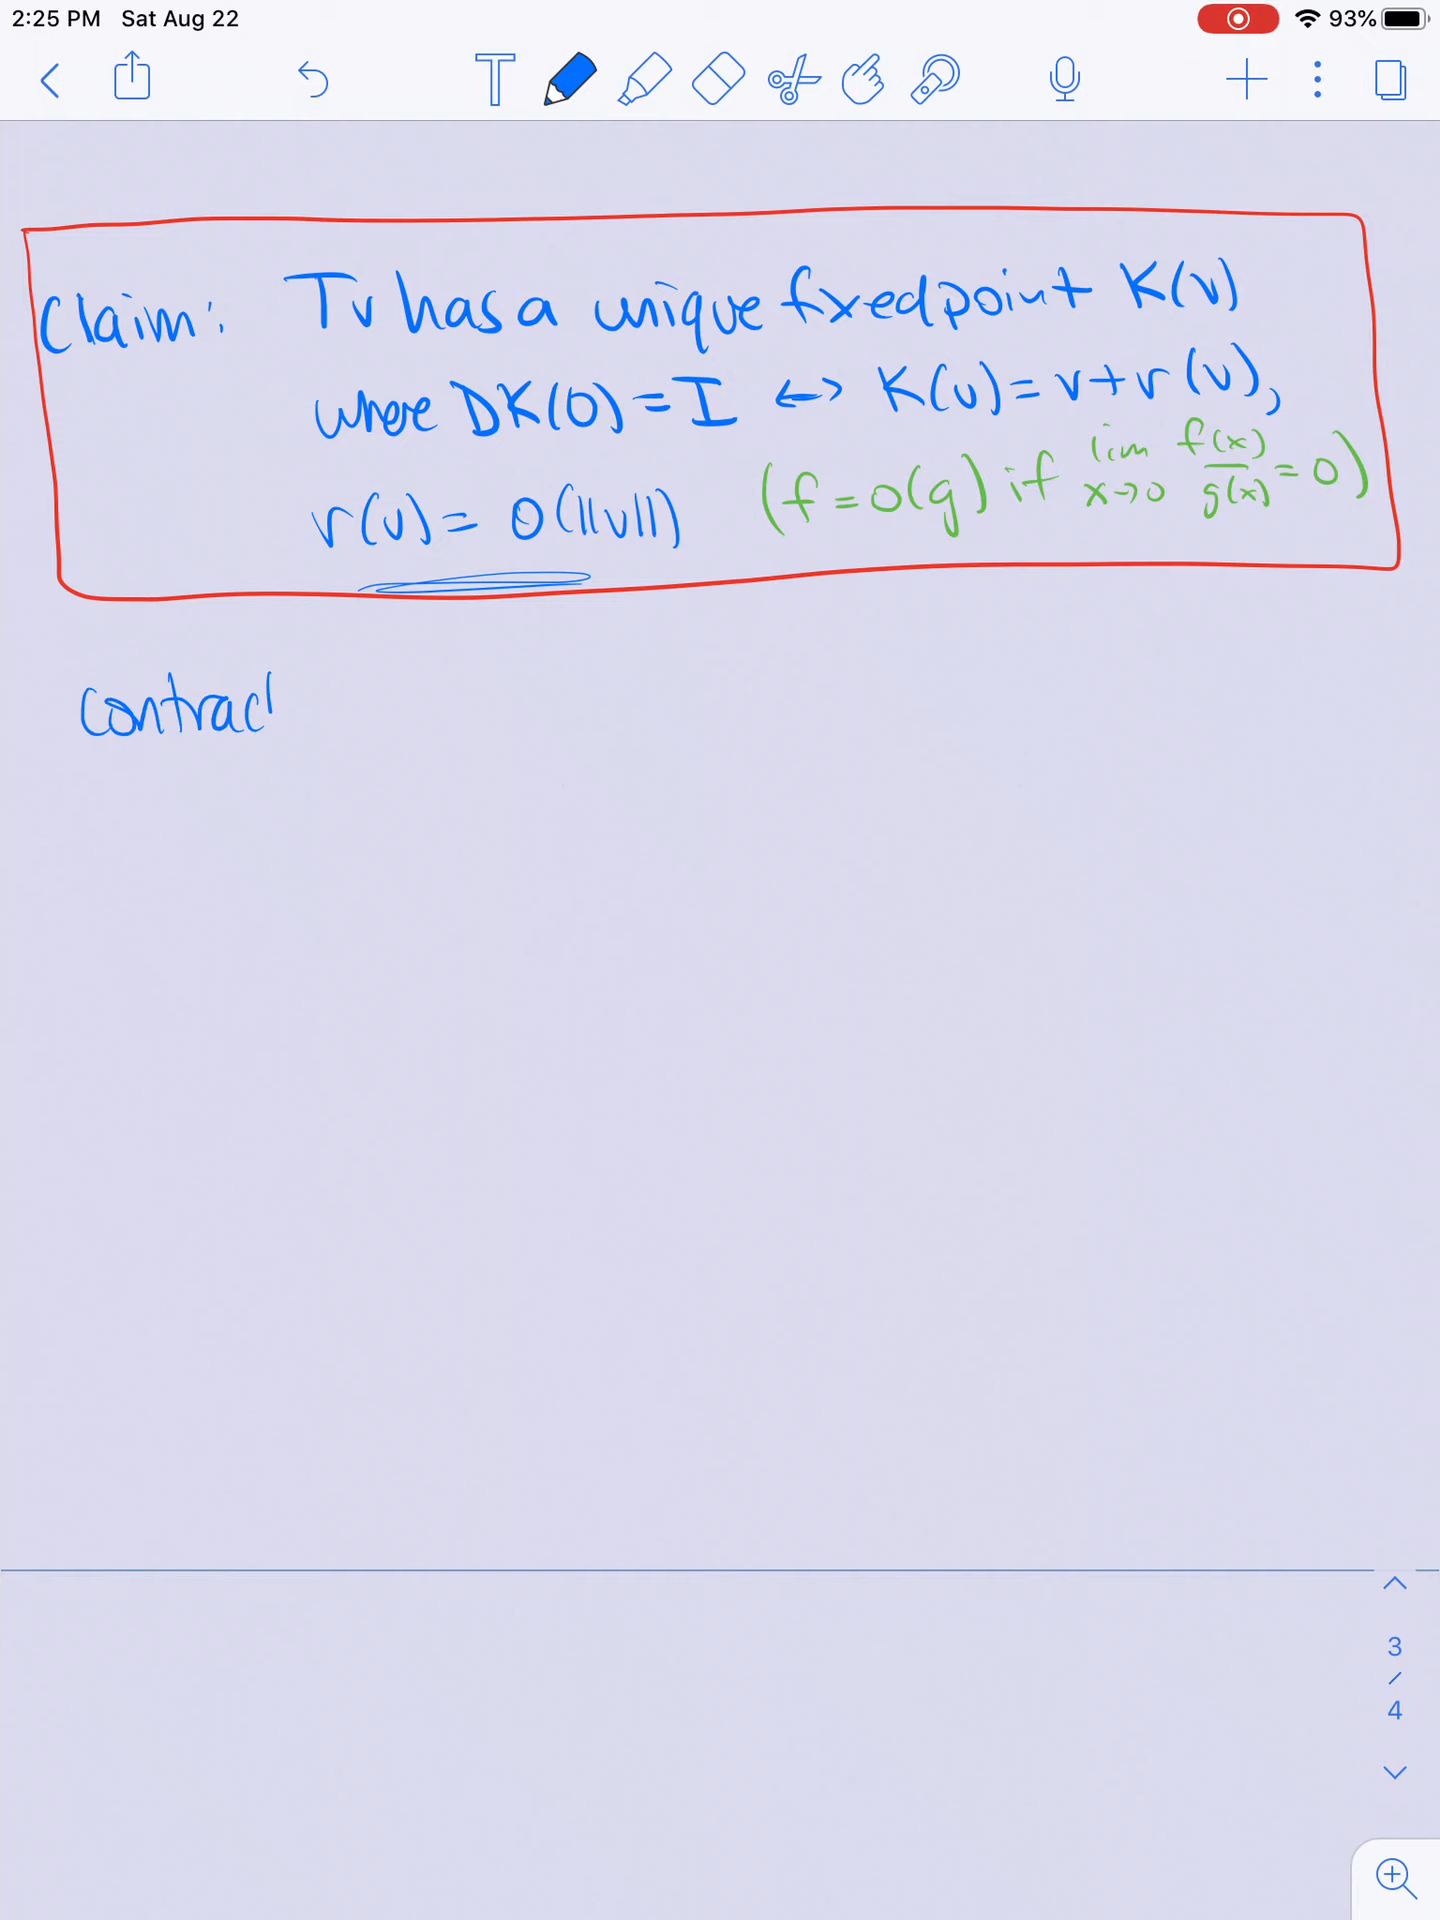 2:25 PM Sat Aug 22
93%
T
Claim: Tv has a unique fixed point K(v)
where DK(0) = I ↔ K(v) = v + r(v),
r(v) = o(||v||) (f = o(g) if lim x→0 f(x)/g(x) = 0)
contract
3
/
4